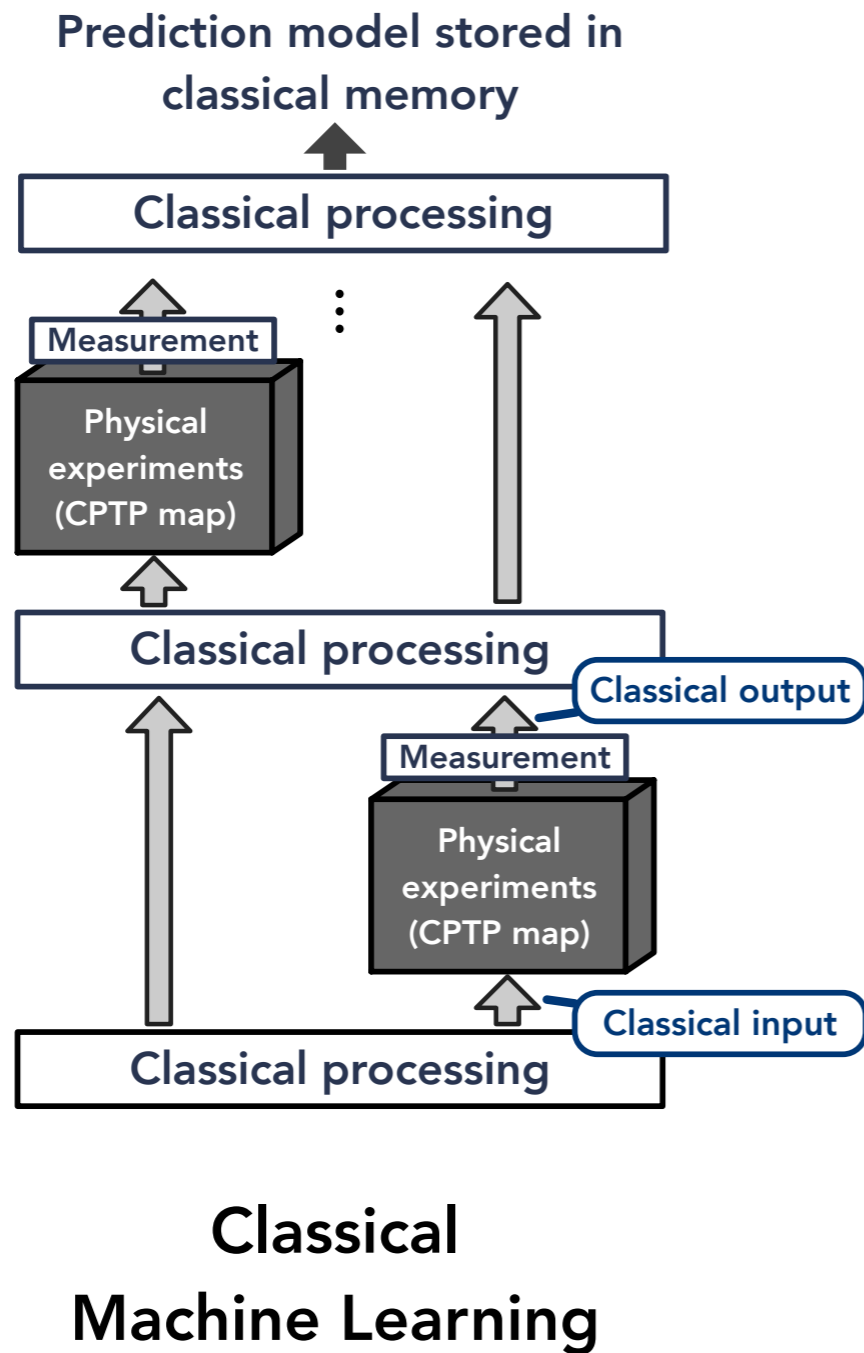 Prediction model stored in
classical memory
Classical processing
⋮
Measurement
Physical
experiments
(CPTP map)
Classical processing
Classical output
Measurement
Physical
experiments
(CPTP map)
Classical input
Classical processing
Classical
Machine Learning